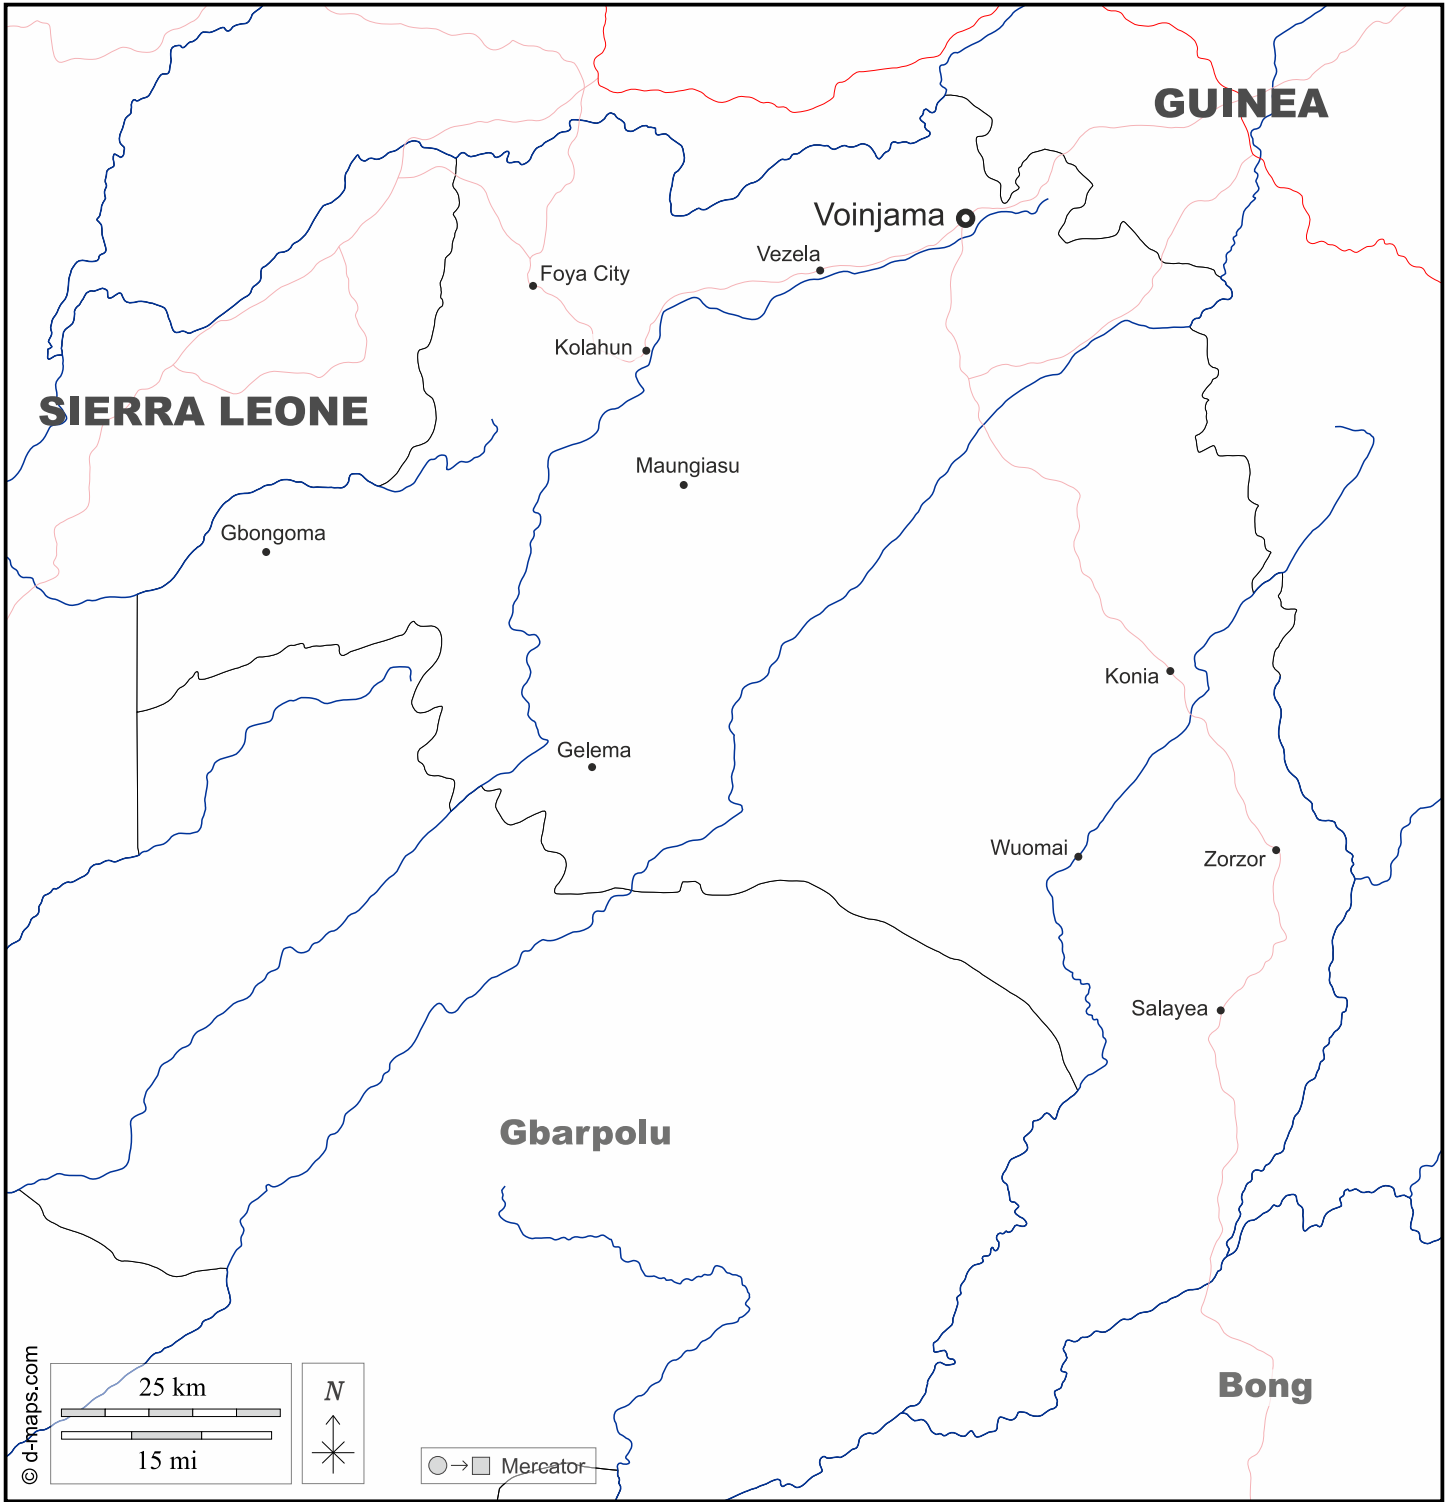 GUINEA
Voinjama
Vezela
Foya City
Kolahun
SIERRA LEONE
Maungiasu
Gbongoma
Konia
Gelema
Wuomai
Zorzor
Salayea
Gbarpolu
Bong
© d-maps.com
25 km
15 mi
N
Mercator